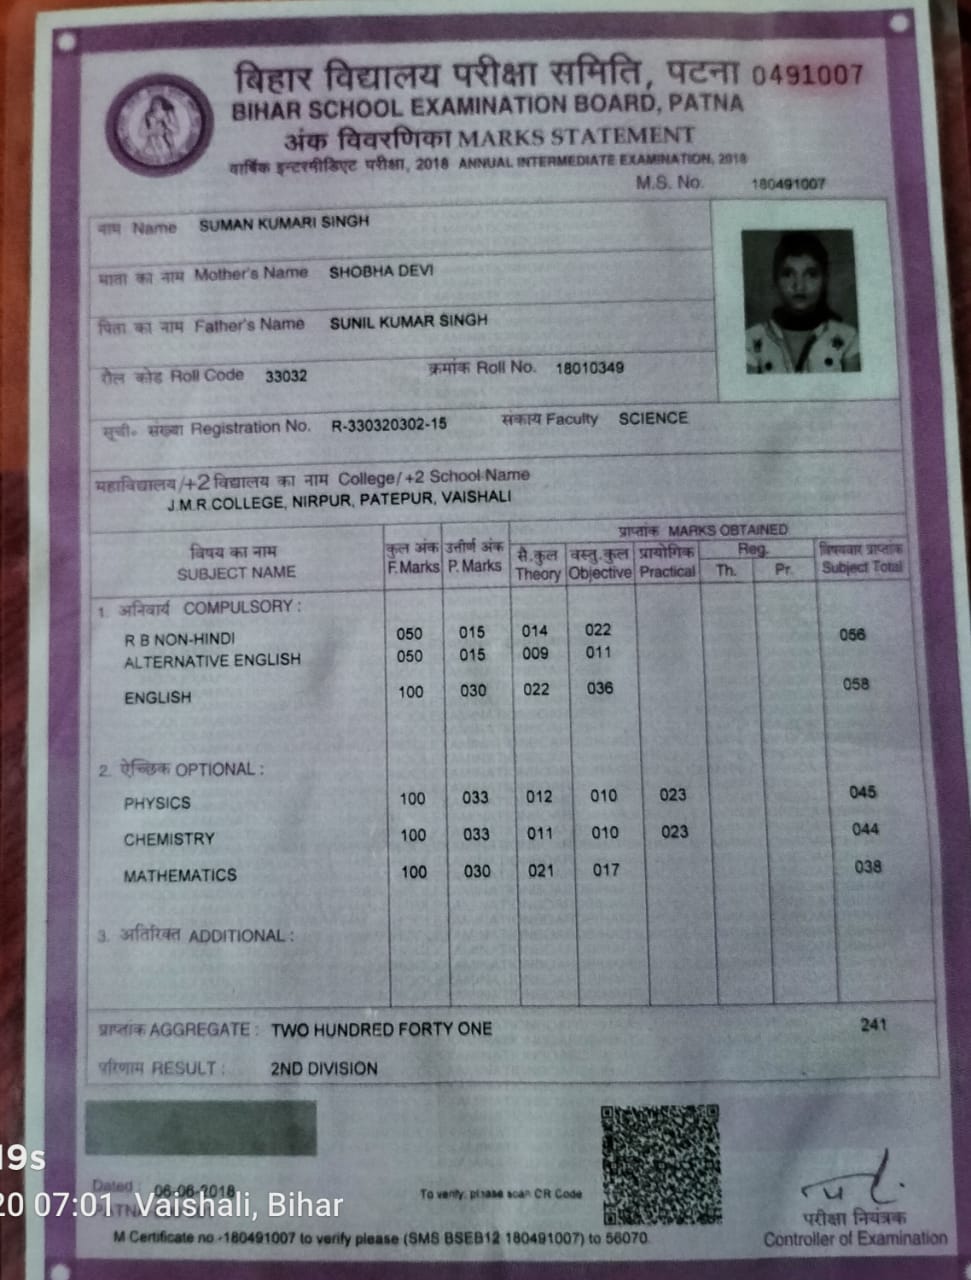 बिहार विद्यालय परीक्षा समिति, पटना 0491007
BIHAR SCHOOL EXAMINATION BOARD, PATNA
अंक विवरणिका MARKS STATEMENT
वार्षिक इन्टरमीडिएट परीक्षा, 2018 ANNUAL INTERMEDIATE EXAMINATION, 2018
M.S. No. 180491007
नाम Name SUMAN KUMARI SINGH
माता का नाम Mother's Name SHOBHA DEVI
पिता का नाम Father's Name SUNIL KUMAR SINGH
रौल कोड Roll Code 33032 क्रमांक Roll No. 18010349
सूची॰ संख्या Registration No. R-330320302-15 संकाय Faculty SCIENCE
महाविद्यालय/+2 विद्यालय का नाम College/+2 School Name
J.M.R.COLLEGE, NIRPUR, PATEPUR, VAISHALI
प्राप्तांक MARKS OBTAINED
विषय का नाम कुल अंक उत्तीर्ण अंक सै.कुल वस्तु.कुल प्रायोगिक Reg. विषयवार प्राप्तांक
SUBJECT NAME F.Marks P. Marks Theory Objective Practical Th. Pr. Subject Total
1. अनिवार्य COMPULSORY :
R B NON-HINDI 050 015 014 022 056
ALTERNATIVE ENGLISH 050 015 009 011
ENGLISH 100 030 022 036 058
2. ऐच्छिक OPTIONAL :
PHYSICS 100 033 012 010 023 045
CHEMISTRY 100 033 011 010 023 044
MATHEMATICS 100 030 021 017 038
3. अतिरिक्त ADDITIONAL :
प्राप्तांक AGGREGATE : TWO HUNDRED FORTY ONE 241
परिणाम RESULT : 2ND DIVISION
19s
Dated : 06-06-2018
20 07:01 Vaishali, Bihar
To verify, please scan CR Code
परीक्षा नियंत्रक
Controller of Examination
M Certificate no -180491007 to verify please (SMS BSEB12 180491007) to 56070